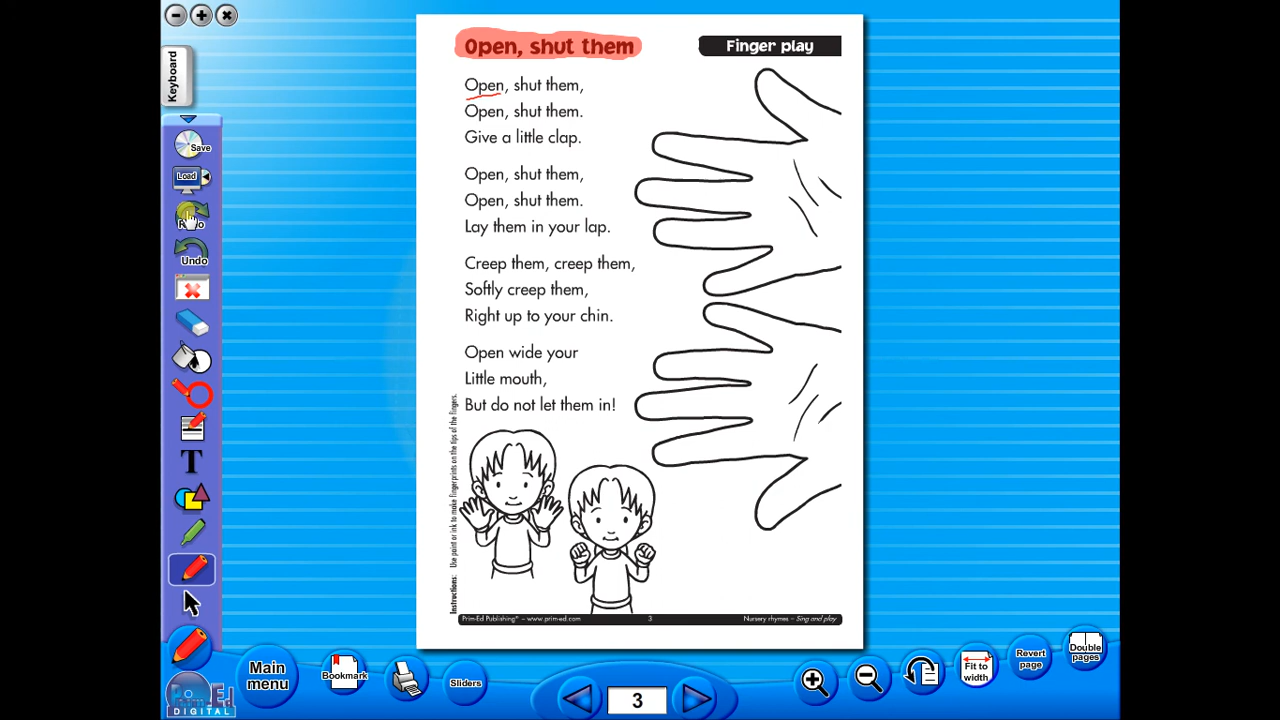 Keyboard
Save
Load
Redo
Undo
T
Main
menu
Bookmark
Sliders
3
Fit to
width
Revert
page
Double
pages
DIGITAL
Open, shut them
Finger play
Open, shut them,
Open, shut them.
Give a little clap.
Open, shut them,
Open, shut them.
Lay them in your lap.
Creep them, creep them,
Softly creep them,
Right up to your chin.
Open wide your
Little mouth,
But do not let them in!
Instructions: Use paint or ink to make fingerprints on the tips of the fingers.
Prim-Ed Publishing® – www.prim-ed.com
3
Nursery rhymes – Sing and play